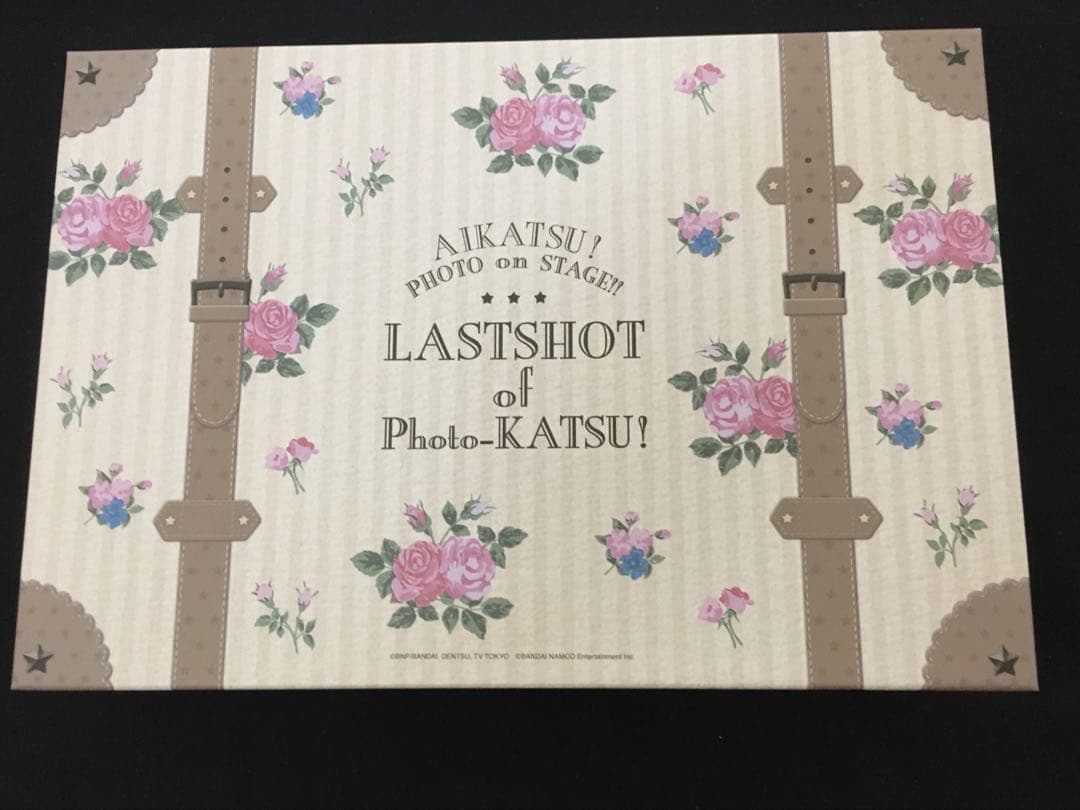 AIKATSU!
PHOTO on STAGE!!
★ ★ ★
LASTSHOT
of
Photo-KATSU!
©BNP/BANDAI, DENTSU, TV TOKYO ©BANDAI NAMCO Entertainment Inc.